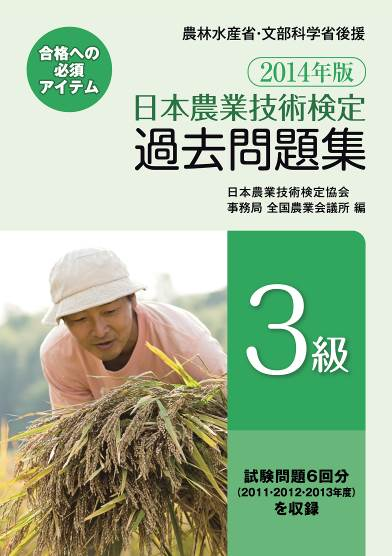 農林水産省・文部科学省後援
合格への
必須
アイテム
2014年版
日本農業技術検定
過去問題集
日本農業技術検定協会
事務局 全国農業会議所 編
3級
試験問題6回分
(2011・2012・2013年度)
を収録